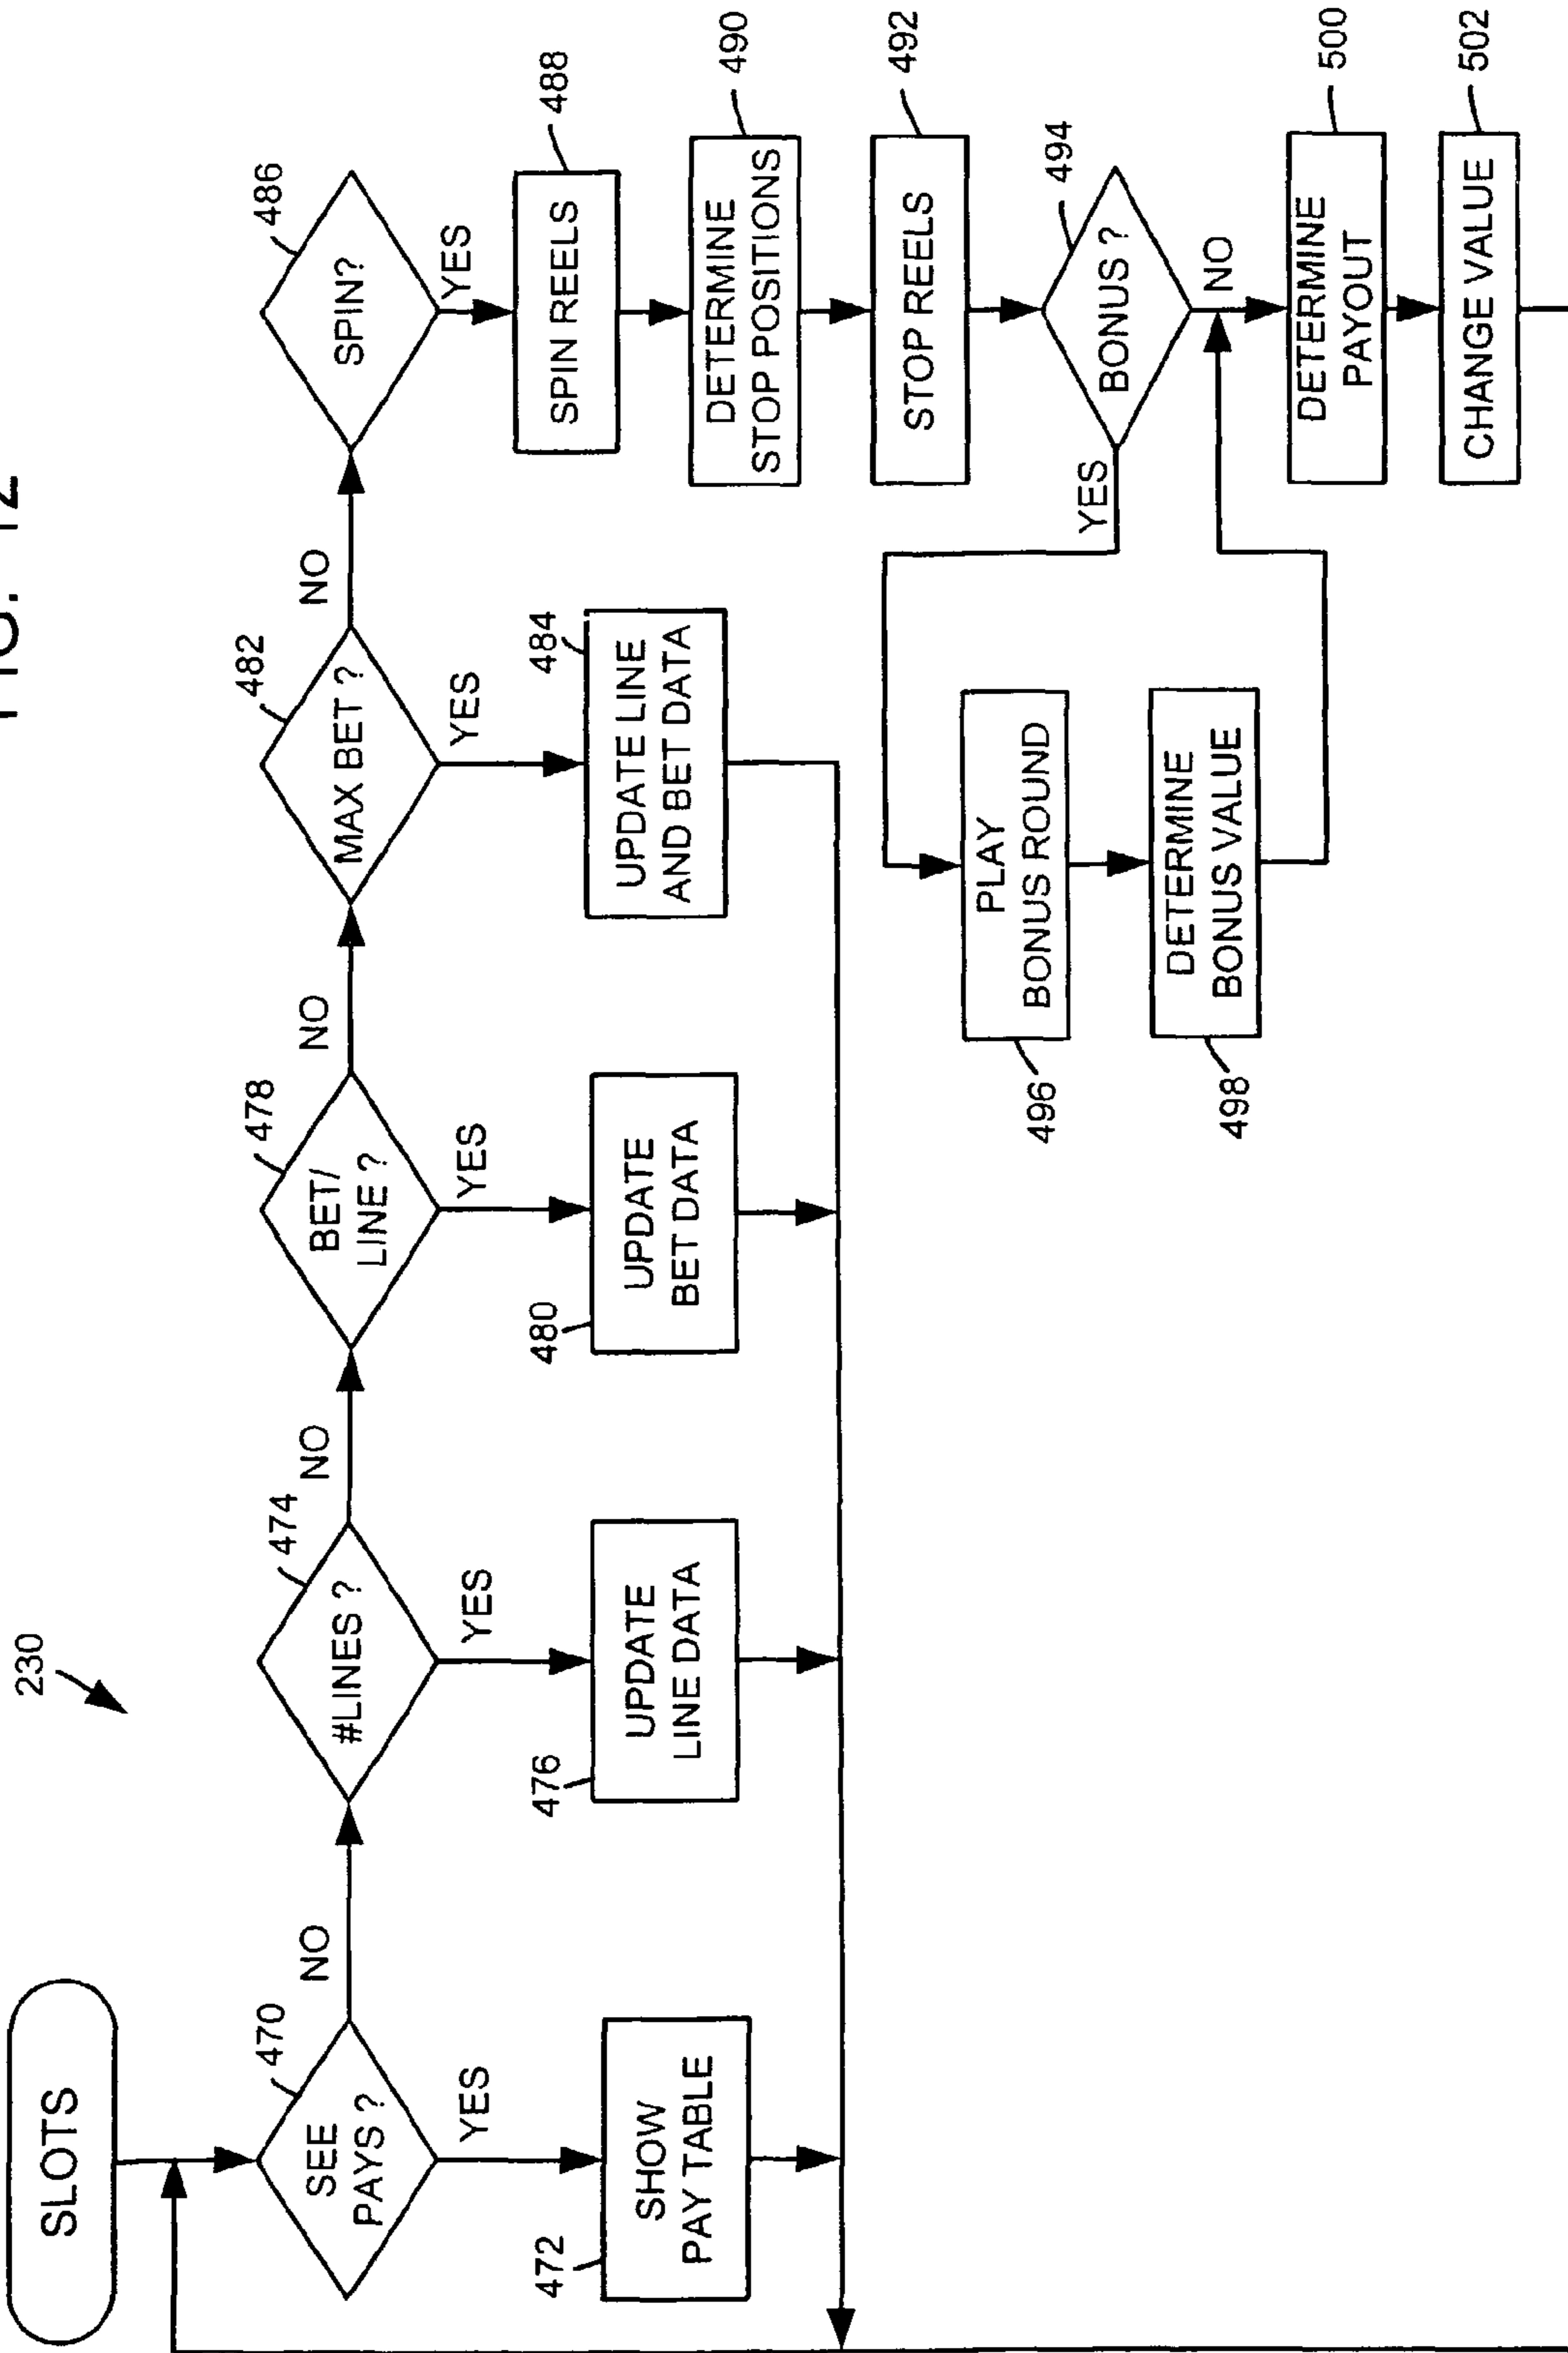 230
SLOTS
470
SEE
PAYS ?
NO
YES
472
SHOW
PAY TABLE
474
#LINES ?
NO
YES
476
UPDATE
LINE DATA
478
BET/
LINE ?
NO
YES
480
UPDATE
BET DATA
482
MAX BET ?
NO
YES
484
UPDATE LINE
AND BET DATA
486
SPIN?
YES
488
SPIN REELS
490
DETERMINE
STOP POSITIONS
492
STOP REELS
494
BONUS ?
YES
NO
496
PLAY
BONUS ROUND
498
DETERMINE
BONUS VALUE
500
DETERMINE
PAYOUT
502
CHANGE VALUE